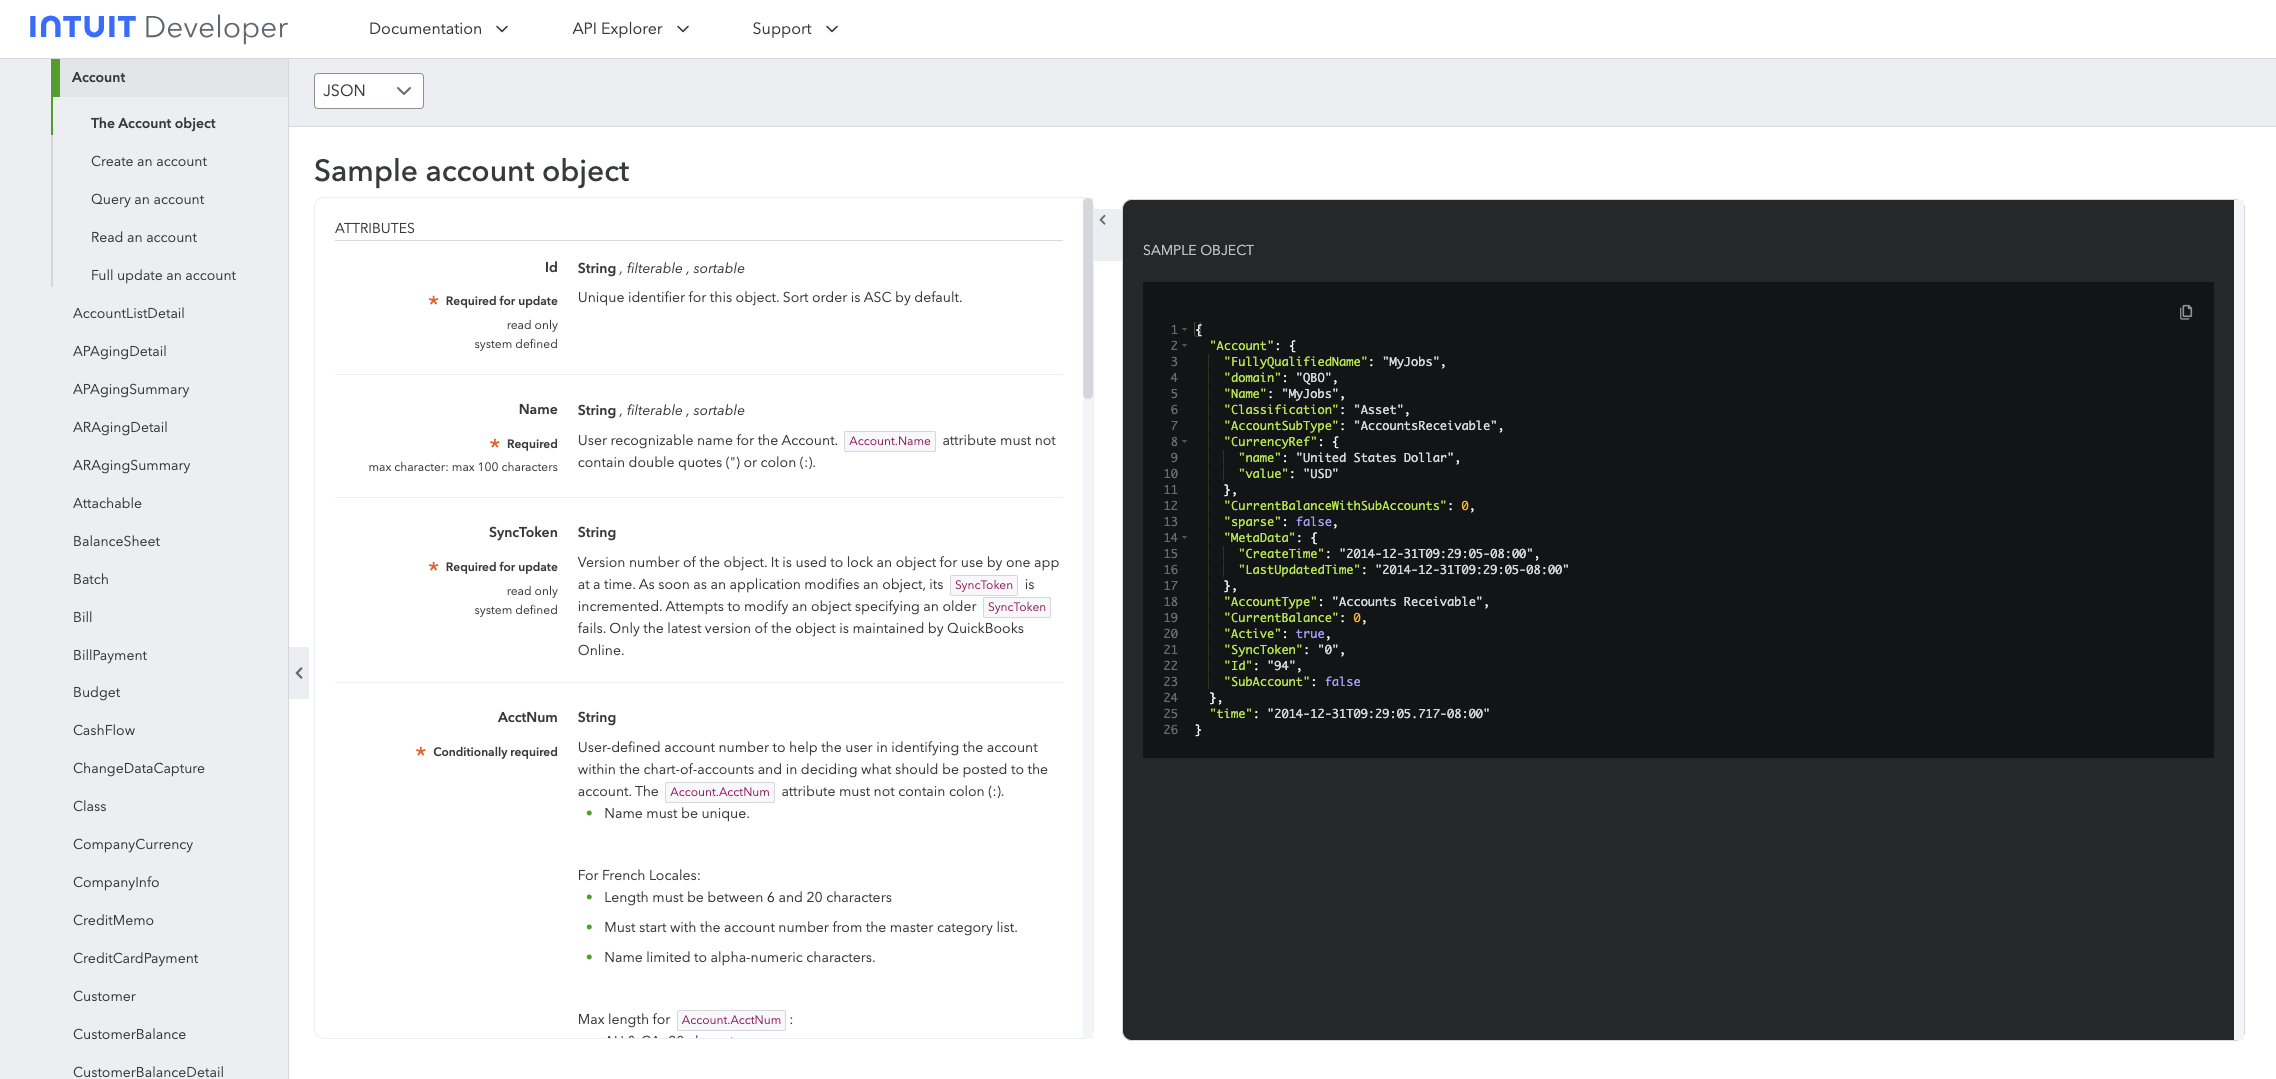 INTUIT Developer
Documentation
API Explorer
Support
Account
The Account object
Create an account
Query an account
Read an account
Full update an account
AccountListDetail
APAgingDetail
APAgingSummary
ARAgingDetail
ARAgingSummary
Attachable
BalanceSheet
Batch
Bill
BillPayment
Budget
CashFlow
ChangeDataCapture
Class
CompanyCurrency
CompanyInfo
CreditMemo
CreditCardPayment
Customer
CustomerBalance
CustomerBalanceDetail
JSON
Sample account object
ATTRIBUTES
Id
* Required for update
read only
system defined
String , filterable , sortable
Unique identifier for this object. Sort order is ASC by default.
Name
* Required
max character: max 100 characters
String , filterable , sortable
User recognizable name for the Account. Account.Name attribute must not
contain double quotes (") or colon (:).
SyncToken
* Required for update
read only
system defined
String
Version number of the object. It is used to lock an object for use by one app
at a time. As soon as an application modifies an object, its SyncToken is
incremented. Attempts to modify an object specifying an older SyncToken
fails. Only the latest version of the object is maintained by QuickBooks
Online.
AcctNum
* Conditionally required
String
User-defined account number to help the user in identifying the account
within the chart-of-accounts and in deciding what should be posted to the
account. The Account.AcctNum attribute must not contain colon (:).
• Name must be unique.
For French Locales:
• Length must be between 6 and 20 characters
• Must start with the account number from the master category list.
• Name limited to alpha-numeric characters.
Max length for Account.AcctNum :
SAMPLE OBJECT
1 {
2 "Account": {
3 "FullyQualifiedName": "MyJobs",
4 "domain": "QBO",
5 "Name": "MyJobs",
6 "Classification": "Asset",
7 "AccountSubType": "AccountsReceivable",
8 "CurrencyRef": {
9 "name": "United States Dollar",
10 "value": "USD"
11 },
12 "CurrentBalanceWithSubAccounts": 0,
13 "sparse": false,
14 "MetaData": {
15 "CreateTime": "2014-12-31T09:29:05-08:00",
16 "LastUpdatedTime": "2014-12-31T09:29:05-08:00"
17 },
18 "AccountType": "Accounts Receivable",
19 "CurrentBalance": 0,
20 "Active": true,
21 "SyncToken": "0",
22 "Id": "94",
23 "SubAccount": false
24 },
25 "time": "2014-12-31T09:29:05.717-08:00"
26 }